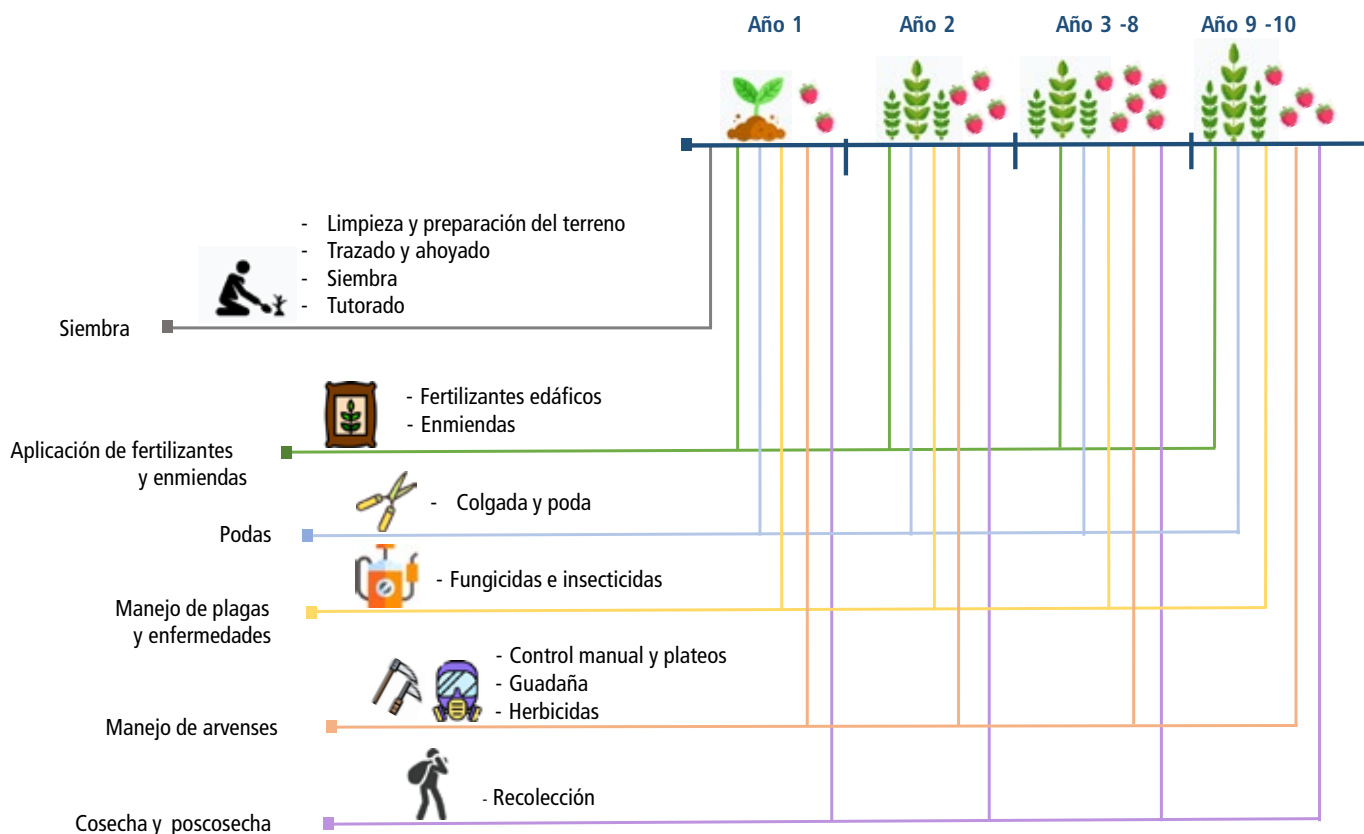 Año 1
Año 2
Año 3 -8
Año 9 -10
- Limpieza y preparación del terreno
- Trazado y ahoyado
- Siembra
- Tutorado
Siembra
- Fertilizantes edáficos
- Enmiendas
Aplicación de fertilizantes
y enmiendas
- Colgada y poda
Podas
- Fungicidas e insecticidas
Manejo de plagas
y enfermedades
- Control manual y plateos
- Guadaña
- Herbicidas
Manejo de arvenses
- Recolección
Cosecha y poscosecha